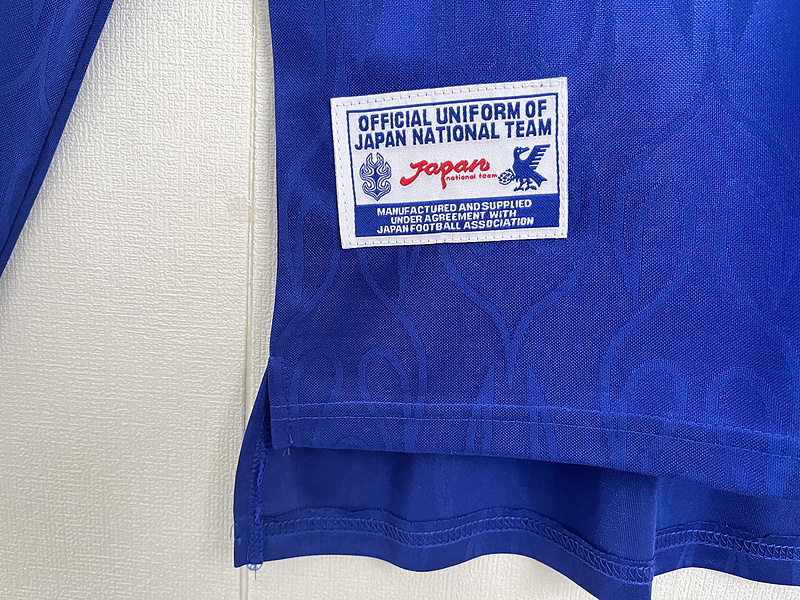 OFFICIAL UNIFORM OF
JAPAN NATIONAL TEAM
Japan
national team
MANUFACTURED AND SUPPLIED
UNDER AGREEMENT WITH
JAPAN FOOTBALL ASSOCIATION